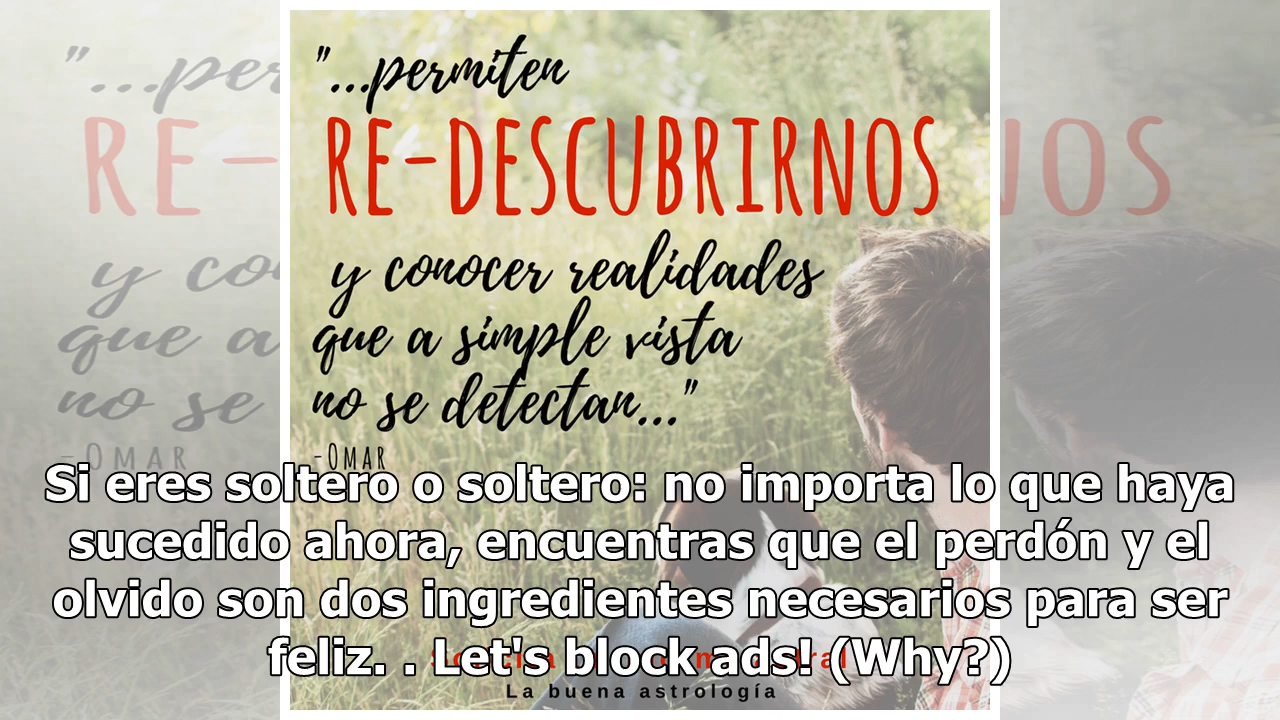 "...permiten
RE-DESCUBRIRNOS
y conocer realidades
que a simple vista
no se detectan..."
-OMAR
Si eres soltero o soltero: no importa lo que haya
sucedido ahora, encuentras que el perdón y el
olvido son dos ingredientes necesarios para ser
feliz. . Let's block ads! (Why?)
La buena astrología